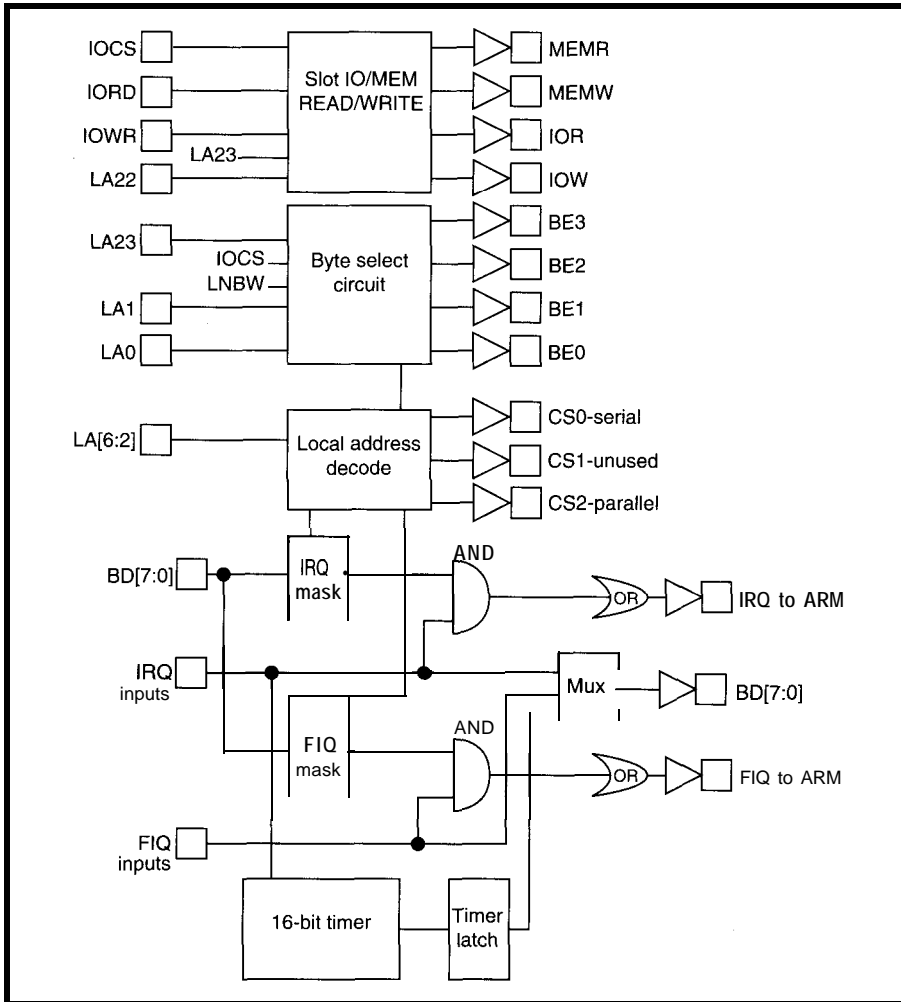 IOCS
Slot IO/MEM
READ/WRITE
MEMR
IORD
MEMW
IOWR
LA23
IOR
LA22
IOW
BE3
LA23
IOCS
LNBW
Byte select
circuit
BE2
LA1
BE1
LA0
BE0
CS0-serial
LA[6:2]
Local address
decode
CS1-unused
CS2-parallel
BD[7:0]
IRQ
mask
AND
OR
IRQ to ARM
IRQ
inputs
Mux
BD[7:0]
FIQ
mask
AND
OR
FIQ to ARM
FIQ
inputs
16-bit timer
Timer
latch